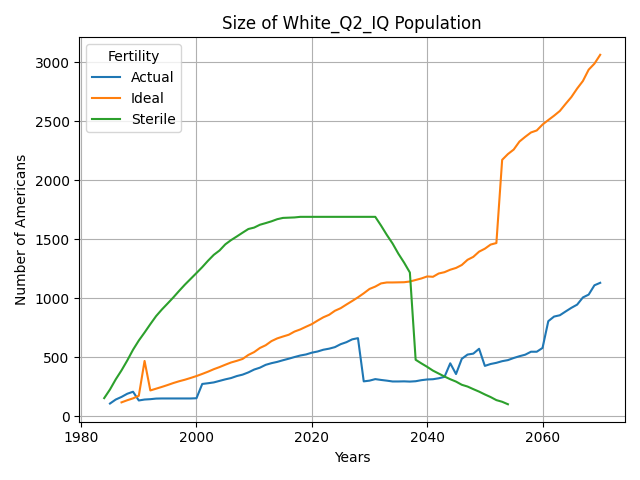 Size of White_Q2_IQ Population
Fertility
Actual
Ideal
Sterile
Number of Americans
3000
2500
2000
1500
1000
500
0
1980
2000
2020
2040
2060
Years